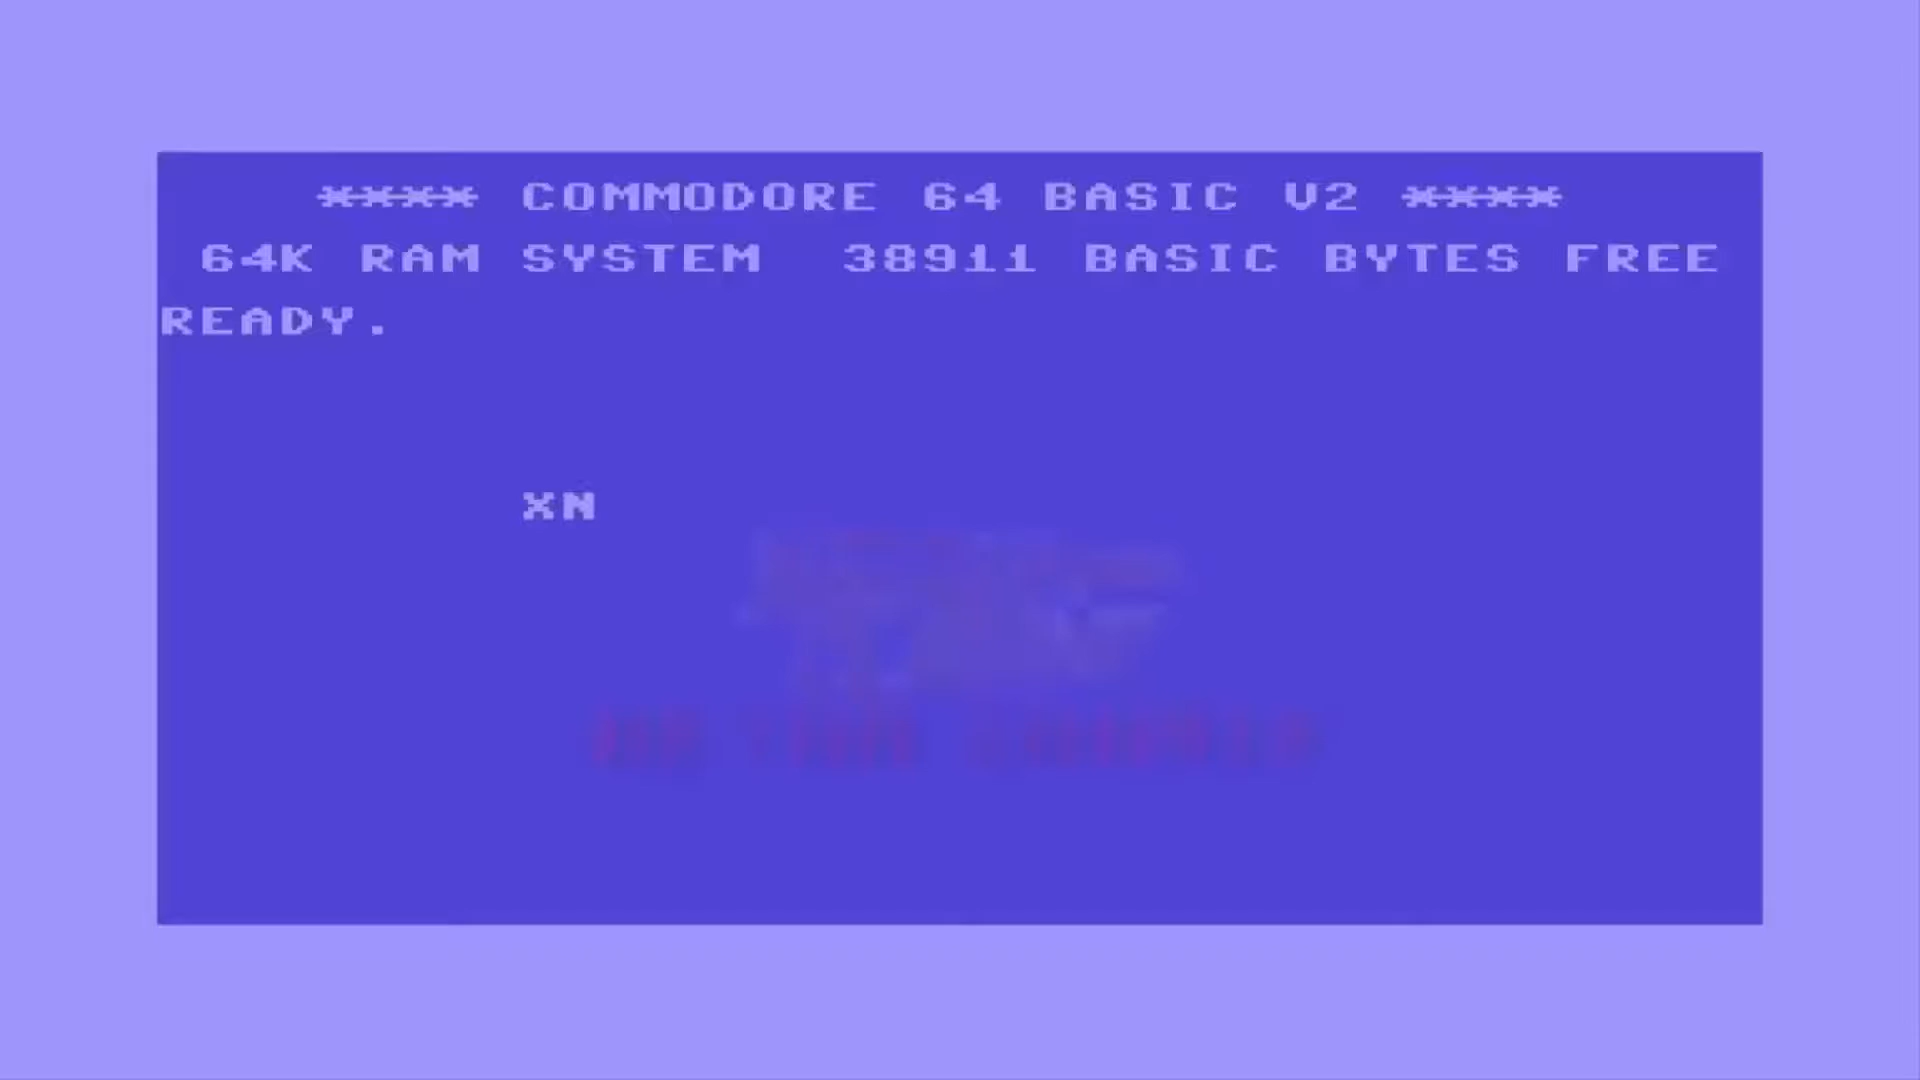 **** COMMODORE 64 BASIC V2 ****
64K RAM SYSTEM  38911 BASIC BYTES FREE
READY.
XN